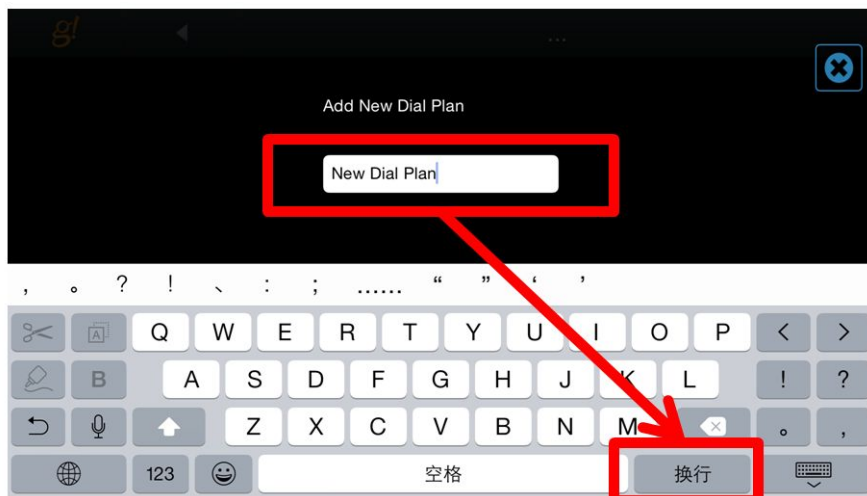 g!
...
Add New Dial Plan
New Dial Plan
, 。 ? ! 、 : ; …… “ ” ‘ ’
A Q W E R T Y U I O P < >
B A S D F G H J K L ! ?
Z X C V B N M 。 ,
123 空格 换行